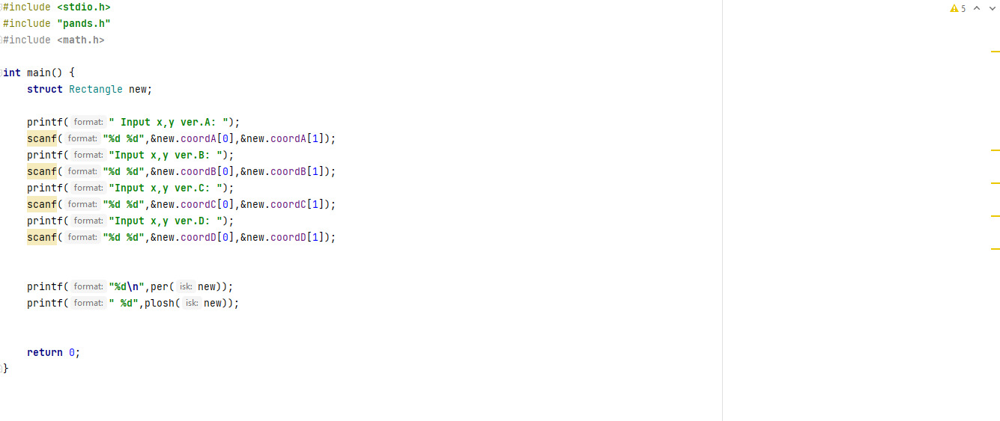 #include <stdio.h>
#include "pands.h"
#include <math.h>
5
int main() {
struct Rectangle new;
printf( format: " Input x,y ver.A: ");
scanf( format: "%d %d",&new.coordA[0],&new.coordA[1]);
printf( format: "Input x,y ver.B: ");
scanf( format: "%d %d",&new.coordB[0],&new.coordB[1]);
printf( format: "Input x,y ver.C: ");
scanf( format: "%d %d",&new.coordC[0],&new.coordC[1]);
printf( format: "Input x,y ver.D: ");
scanf( format: "%d %d",&new.coordD[0],&new.coordD[1]);
printf( format: "%d\n",per( isk: new));
printf( format: " %d",plosh( isk: new));
return 0;
}